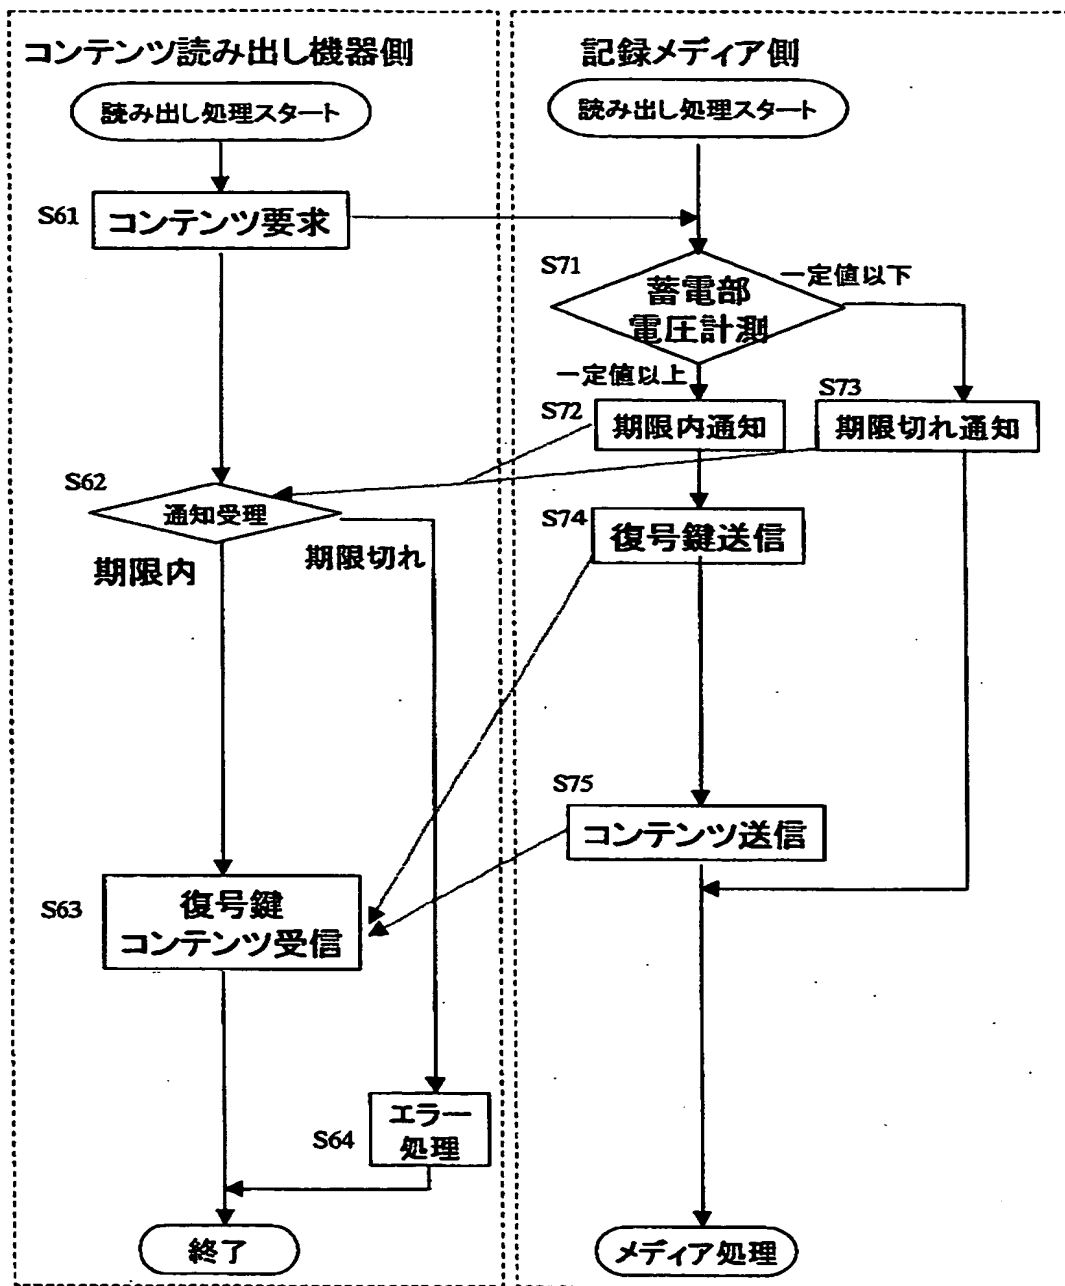 コンテンツ読み出し機器側
読み出し処理スタート
S61
コンテンツ要求
S62
通知受理
期限内
期限切れ
S63
復号鍵
コンテンツ受信
S64
エラー
処理
終了
記録メディア側
読み出し処理スタート
S71
蓄電部
電圧計測
一定値以下
一定値以上
S72
期限内通知
S73
期限切れ通知
S74
復号鍵送信
S75
コンテンツ送信
メディア処理